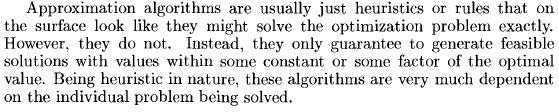 Approximation algorithms are usually just heuristics or rules that on
the surface look like they might solve the optimization problem exactly.
However, they do not. Instead, they only guarantee to generate feasible
solutions with values within some constant or some factor of the optimal
value. Being heuristic in nature, these algorithms are very much dependent
on the individual problem being solved.